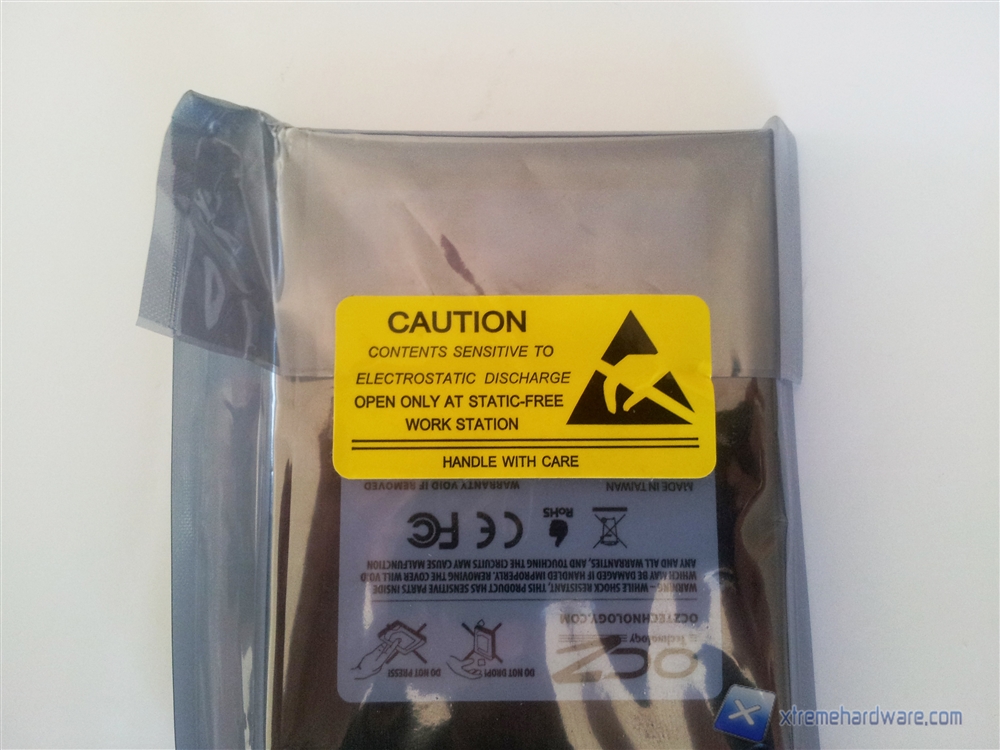 CAUTION
CONTENTS SENSITIVE TO
ELECTROSTATIC DISCHARGE
OPEN ONLY AT STATIC-FREE
WORK STATION
HANDLE WITH CARE
WARRANTY VOID IF REMOVED
MADE IN TAIWAN
FC CE RoHS
WARNING - WHILE SHOCK RESISTANT, THIS PRODUCT HAS SENSITIVE PARTS INSIDE
WHICH MAY BE DAMAGED IF HANDLED IMPROPERLY. REMOVING THE COVER WILL VOID
ANY AND ALL WARRANTIES, AND TOUCHING THE CIRCUITS MAY CAUSE MALFUNCTION
OCZTECHNOLOGY.COM
OCZ
Technology
DO NOT DROP!
DO NOT PRESS!
xtremehardware.com